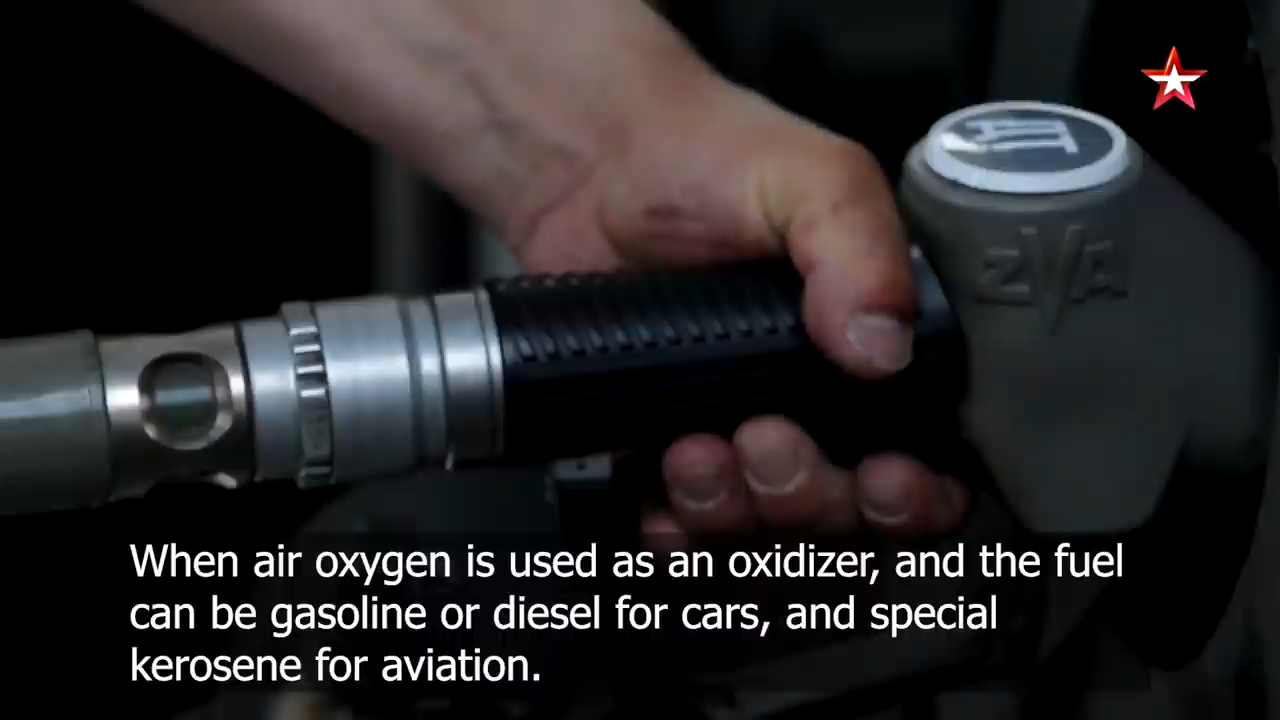 ДТ
ZVA
When air oxygen is used as an oxidizer, and the fuel
can be gasoline or diesel for cars, and special
kerosene for aviation.